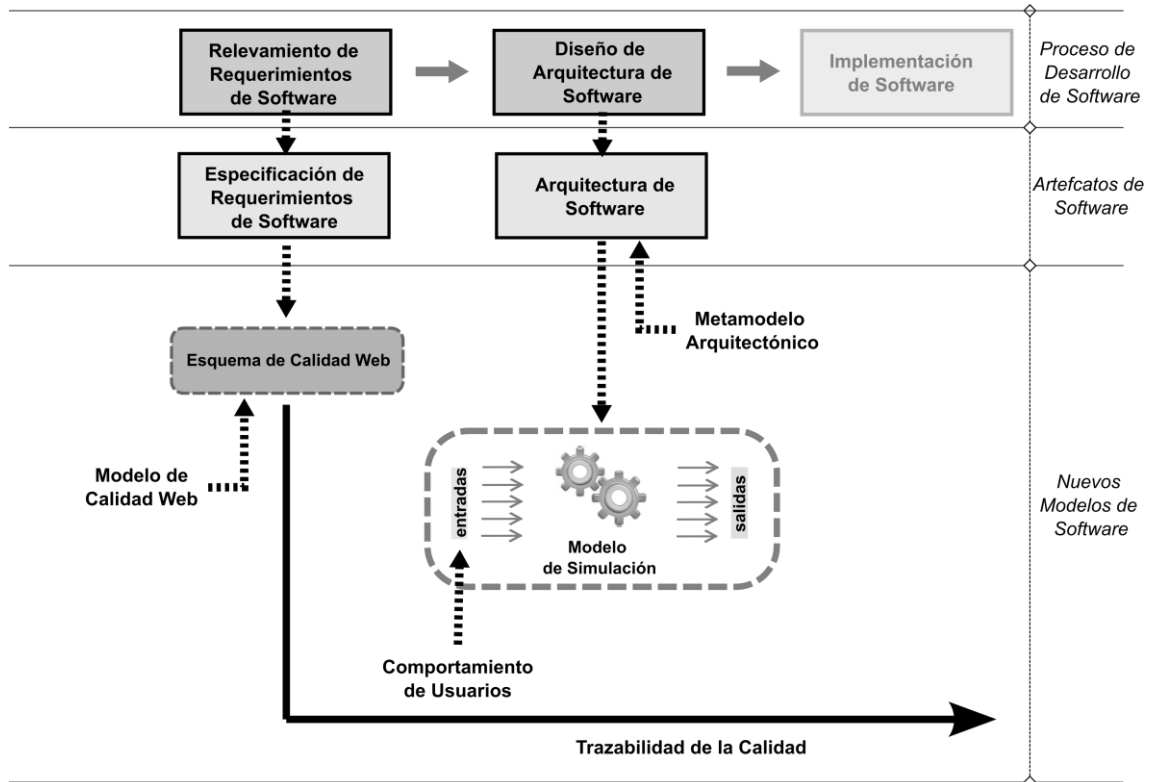 Relevamiento de
Requerimientos
de Software
Diseño de
Arquitectura de
Software
Implementación
de Software
Proceso de
Desarrollo
de Software
Especificación de
Requerimientos
de Software
Arquitectura de
Software
Artefcatos de
Software
Metamodelo
Arquitectónico
Esquema de Calidad Web
Modelo de
Calidad Web
entradas
Modelo
de Simulación
salidas
Nuevos
Modelos de
Software
Comportamiento
de Usuarios
Trazabilidad de la Calidad